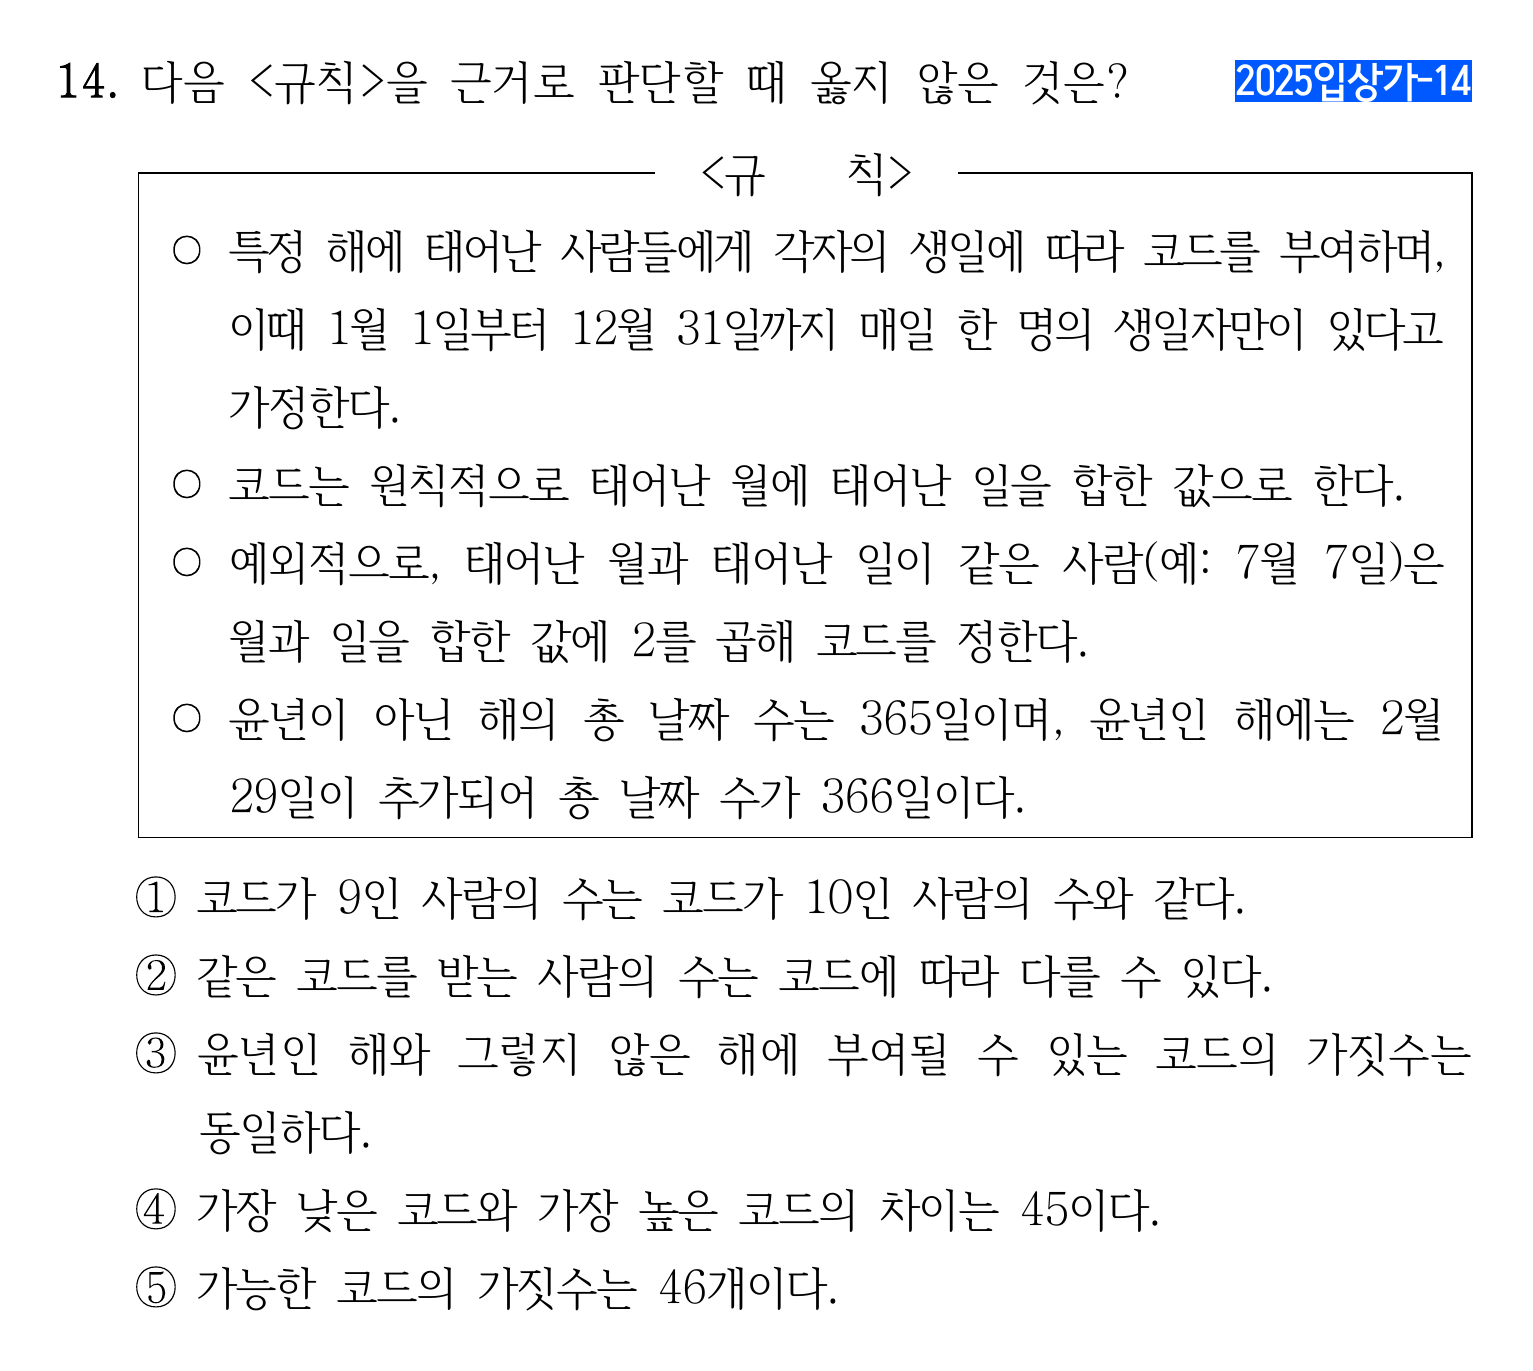 14. 다음 <규칙>을 근거로 판단할 때 옳지 않은 것은? 2025입상가-14
<규 칙>
○ 특정 해에 태어난 사람들에게 각자의 생일에 따라 코드를 부여하며,
이때 1월 1일부터 12월 31일까지 매일 한 명의 생일자만이 있다고
가정한다.
○ 코드는 원칙적으로 태어난 월에 태어난 일을 합한 값으로 한다.
○ 예외적으로, 태어난 월과 태어난 일이 같은 사람(예: 7월 7일)은
월과 일을 합한 값에 2를 곱해 코드를 정한다.
○ 윤년이 아닌 해의 총 날짜 수는 365일이며, 윤년인 해에는 2월
29일이 추가되어 총 날짜 수가 366일이다.
① 코드가 9인 사람의 수는 코드가 10인 사람의 수와 같다.
② 같은 코드를 받는 사람의 수는 코드에 따라 다를 수 있다.
③ 윤년인 해와 그렇지 않은 해에 부여될 수 있는 코드의 가짓수는
동일하다.
④ 가장 낮은 코드와 가장 높은 코드의 차이는 45이다.
⑤ 가능한 코드의 가짓수는 46개이다.